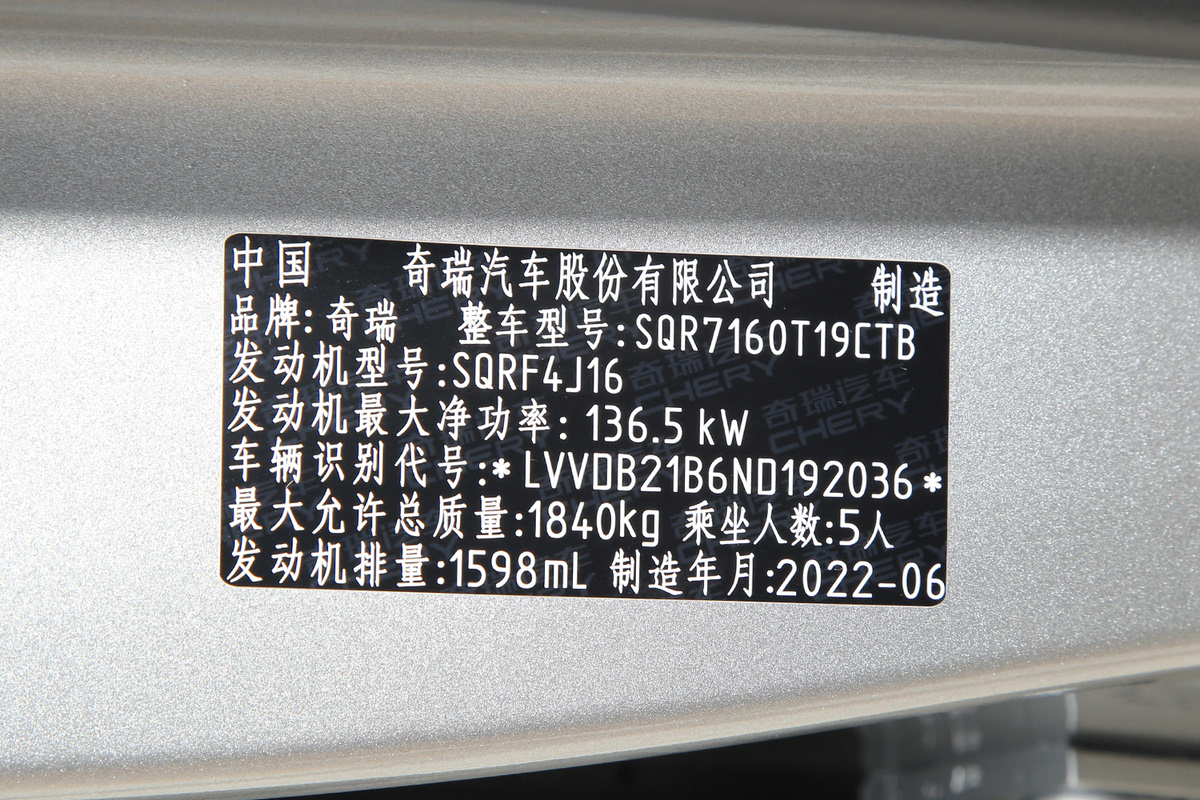 中国 奇瑞汽车股份有限公司 制造
品牌:奇瑞 整车型号:SQR7160T19CTB
发动机型号:SQRF4J16
发动机最大净功率:136.5kW
车辆识别代号:*LVVDB21B6ND192036*
最大允许总质量:1840kg 乘坐人数:5人
发动机排量:1598mL 制造年月:2022-06